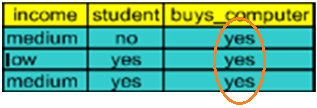 income student buys_computer
medium no yes
low yes yes
medium yes yes